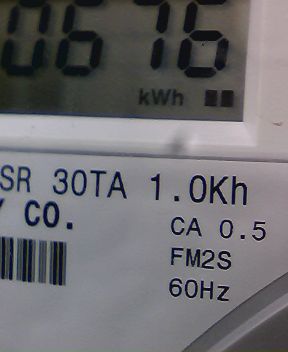 0676
kWh
SR 30TA 1.0Kh
Y CO.
CA 0.5
FM2S
60Hz